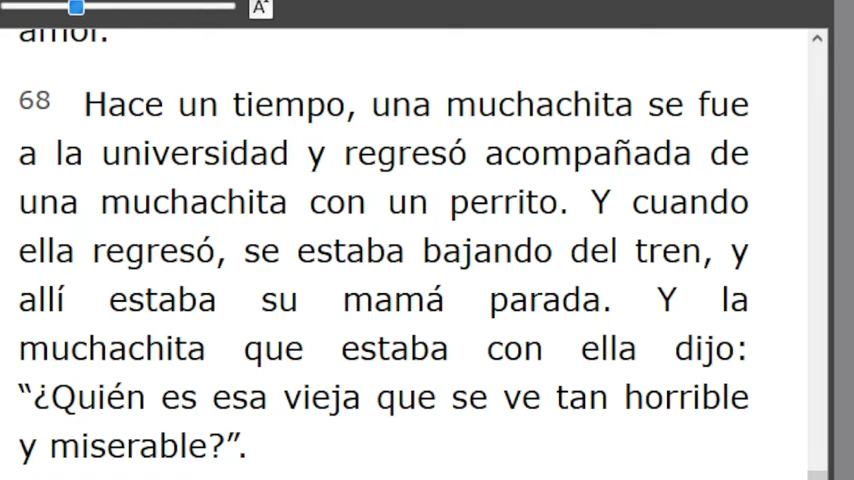 A
amor.
68 Hace un tiempo, una muchachita se fue
a la universidad y regresó acompañada de
una muchachita con un perrito. Y cuando
ella regresó, se estaba bajando del tren, y
allí estaba su mamá parada. Y la
muchachita que estaba con ella dijo:
“¿Quién es esa vieja que se ve tan horrible
y miserable?”.